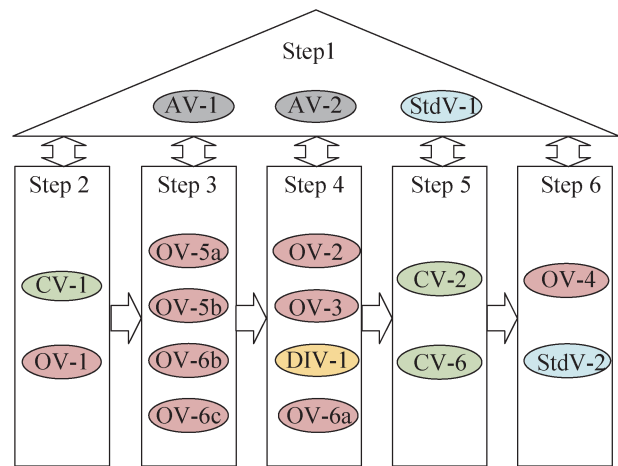 Step1
AV-1 AV-2 StdV-1
Step 2
CV-1
OV-1
Step 3
OV-5a
OV-5b
OV-6b
OV-6c
Step 4
OV-2
OV-3
DIV-1
OV-6a
Step 5
CV-2
CV-6
Step 6
OV-4
StdV-2